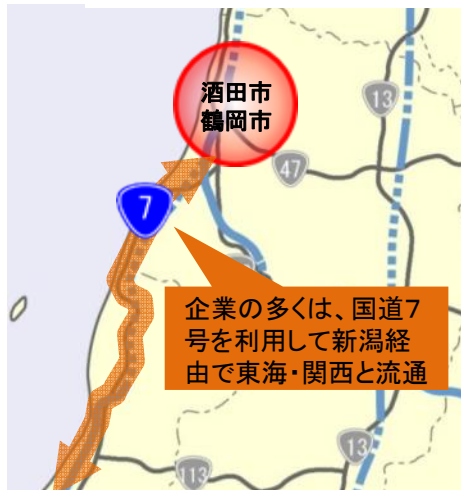 酒田市
鶴岡市
13
47
7
企業の多くは、国道7
号を利用して新潟経
由で東海・関西と流通
13
113